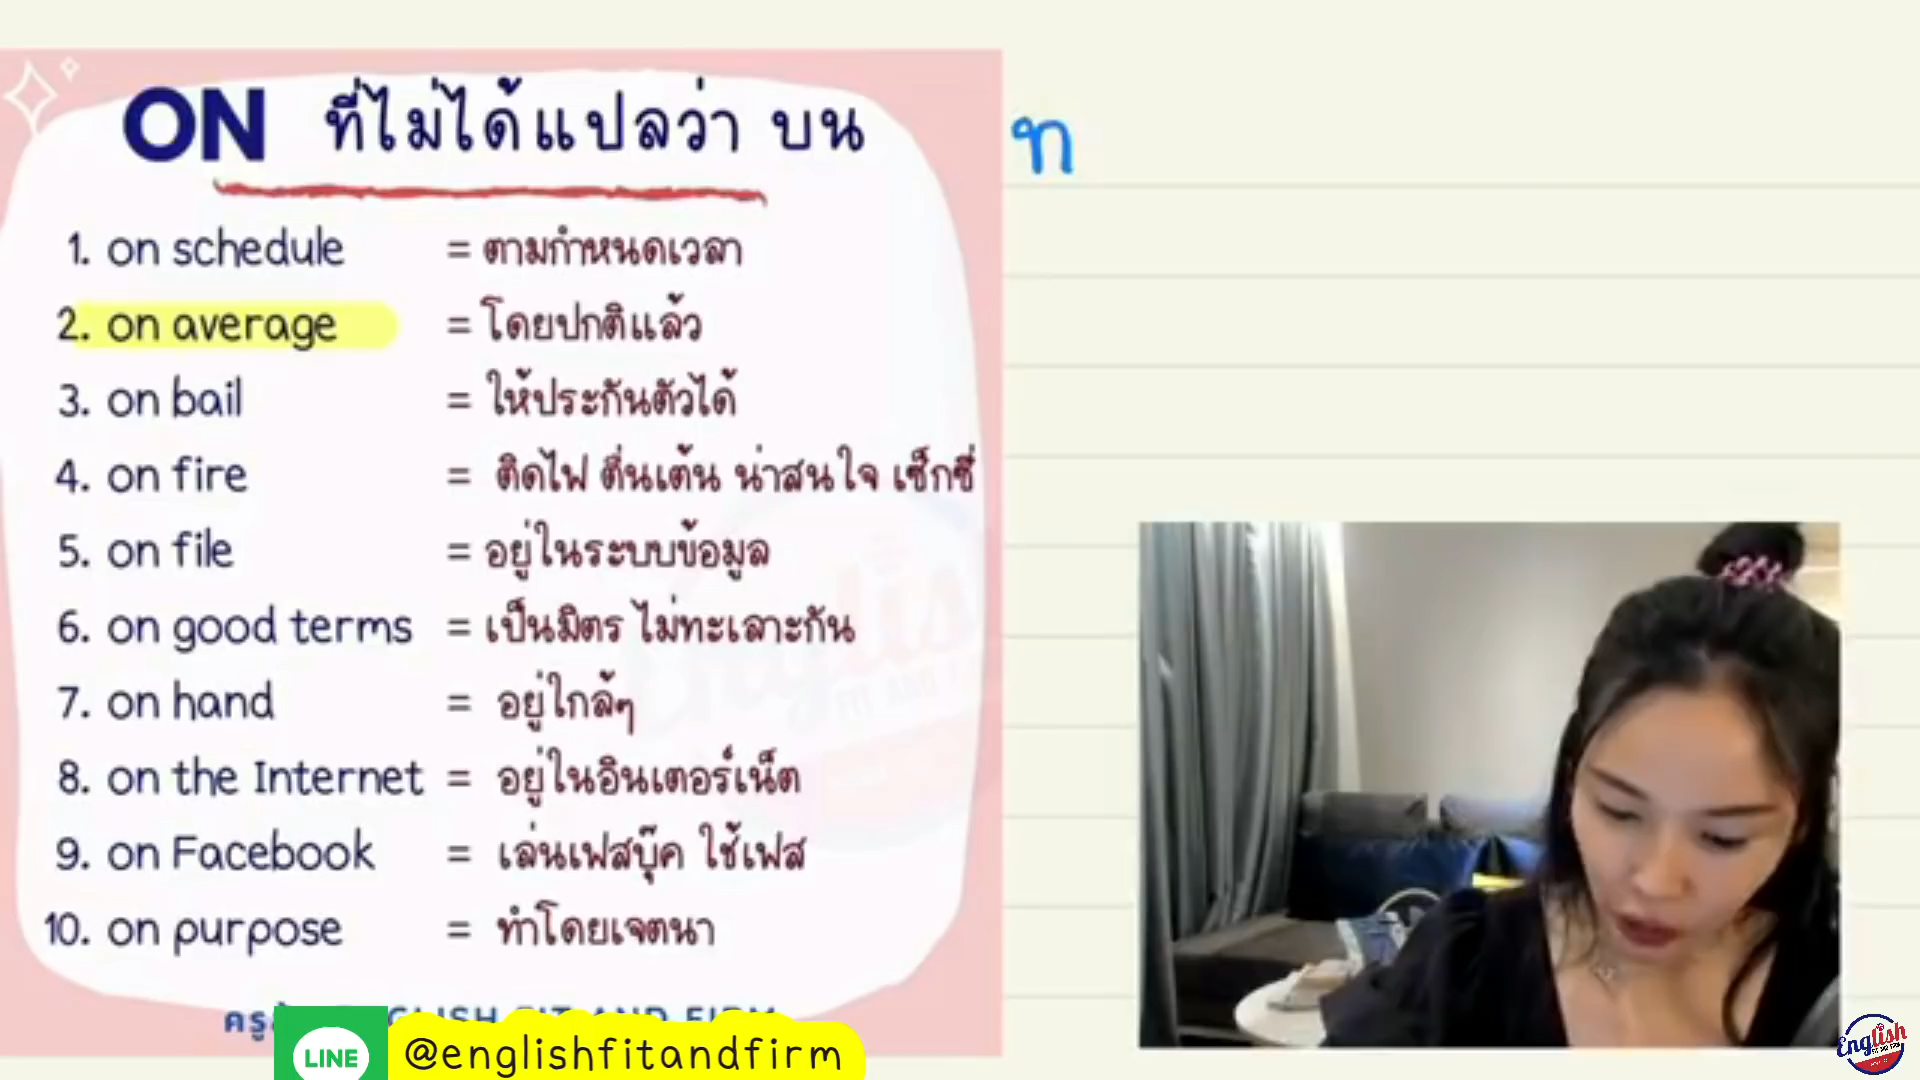 ON ที่ไม่ได้แปลว่า บน
ท
1. on schedule = ตามกำหนดเวลา
2. on average = โดยปกติแล้ว
3. on bail = ให้ประกันตัวได้
4. on fire = ติดไฟ ตื่นเต้น น่าสนใจ เซ็กซี่
5. on file = อยู่ในระบบข้อมูล
6. on good terms = เป็นมิตร ไม่ทะเลาะกัน
7. on hand = อยู่ใกล้ๆ
8. on the Internet = อยู่ในอินเตอร์เน็ต
9. on Facebook = เล่นเฟสบุ๊ค ใช้เฟส
10. on purpose = ทำโดยเจตนา
LINE @englishfitandfirm
English